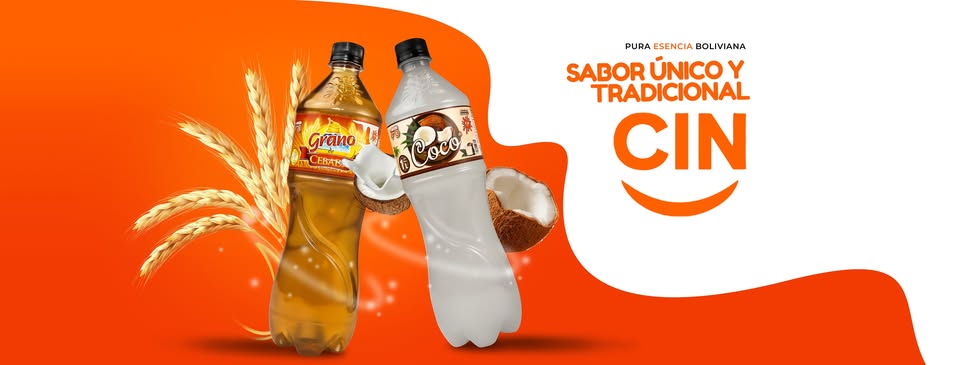 PURA ESENCIA BOLIVIANA
SABOR ÚNICO Y
TRADICIONAL
CIN
Grano
CEBADA
Coco